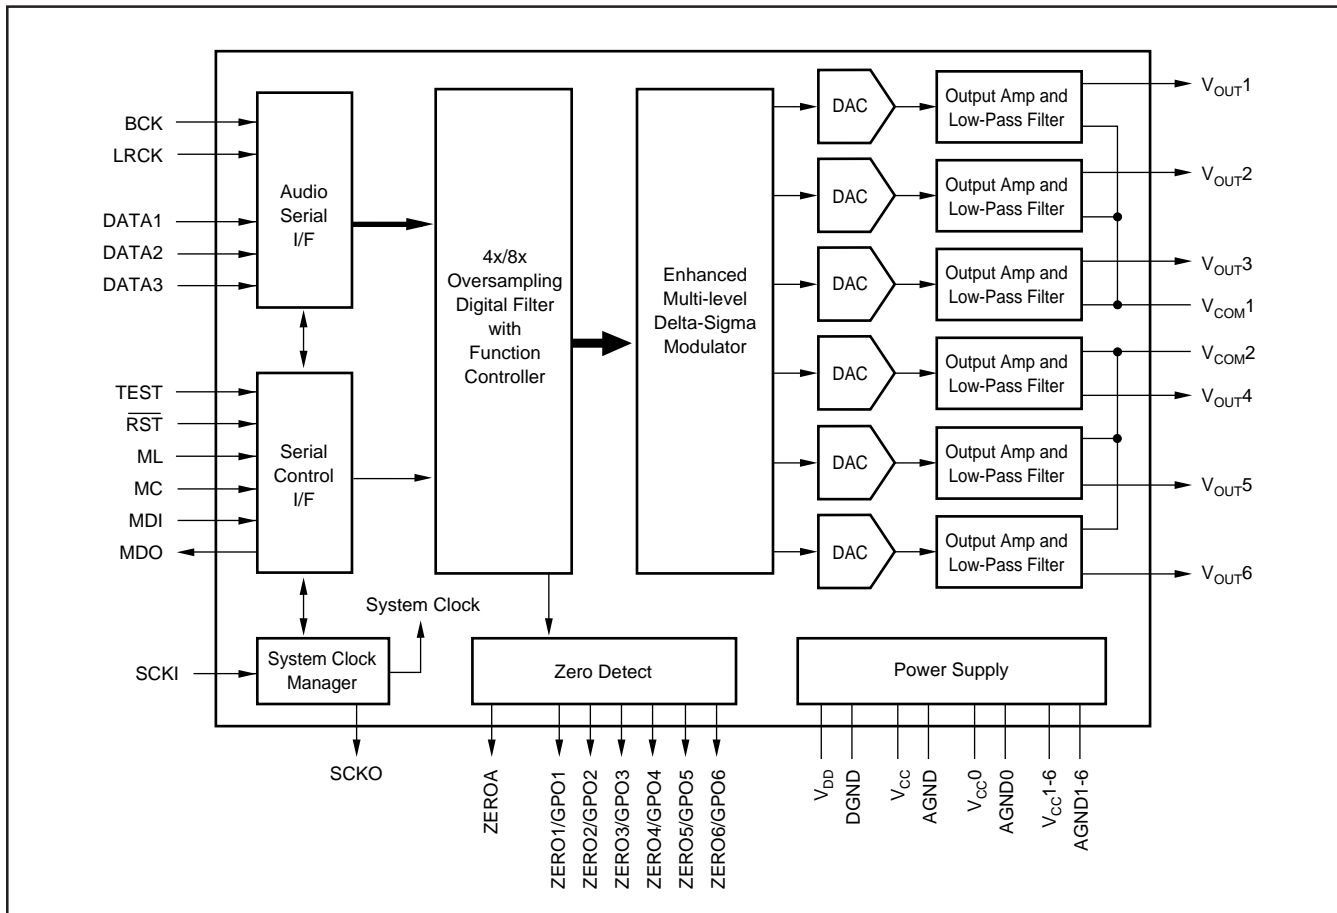 BCK
LRCK
DATA1
DATA2
DATA3
TEST
RST
ML
MC
MDI
MDO
SCKI
Audio
Serial
I/F
Serial
Control
I/F
System Clock
Manager
System Clock
SCKO
4x/8x
Oversampling
Digital Filter
with
Function
Controller
Enhanced
Multi-level
Delta-Sigma
Modulator
DAC
DAC
DAC
DAC
DAC
DAC
Output Amp and
Low-Pass Filter
Output Amp and
Low-Pass Filter
Output Amp and
Low-Pass Filter
Output Amp and
Low-Pass Filter
Output Amp and
Low-Pass Filter
Output Amp and
Low-Pass Filter
VOUT1
VOUT2
VOUT3
VCOM1
VCOM2
VOUT4
VOUT5
VOUT6
Zero Detect
Power Supply
ZEROA
ZERO1/GPO1
ZERO2/GPO2
ZERO3/GPO3
ZERO4/GPO4
ZERO5/GPO5
ZERO6/GPO6
VDD
DGND
VCC
AGND
VCC0
AGND0
VCC1-6
AGND1-6